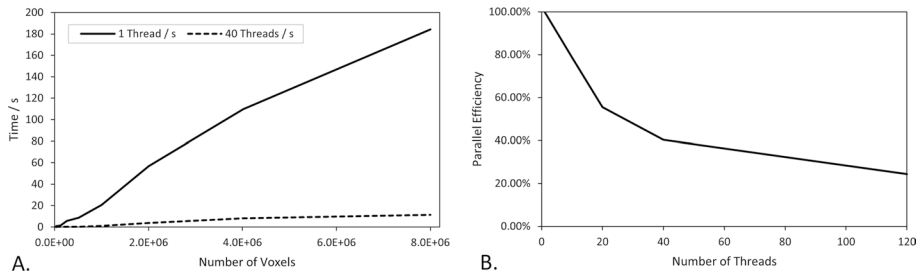 200
180
160
140
120
100
80
60
40
20
0
Time / s
1 Thread / s
40 Threads / s
0.0E+00 2.0E+06 4.0E+06 6.0E+06 8.0E+06
Number of Voxels
A.
100.00%
80.00%
60.00%
40.00%
20.00%
0.00%
Parallel Efficiency
0 20 40 60 80 100 120
Number of Threads
B.